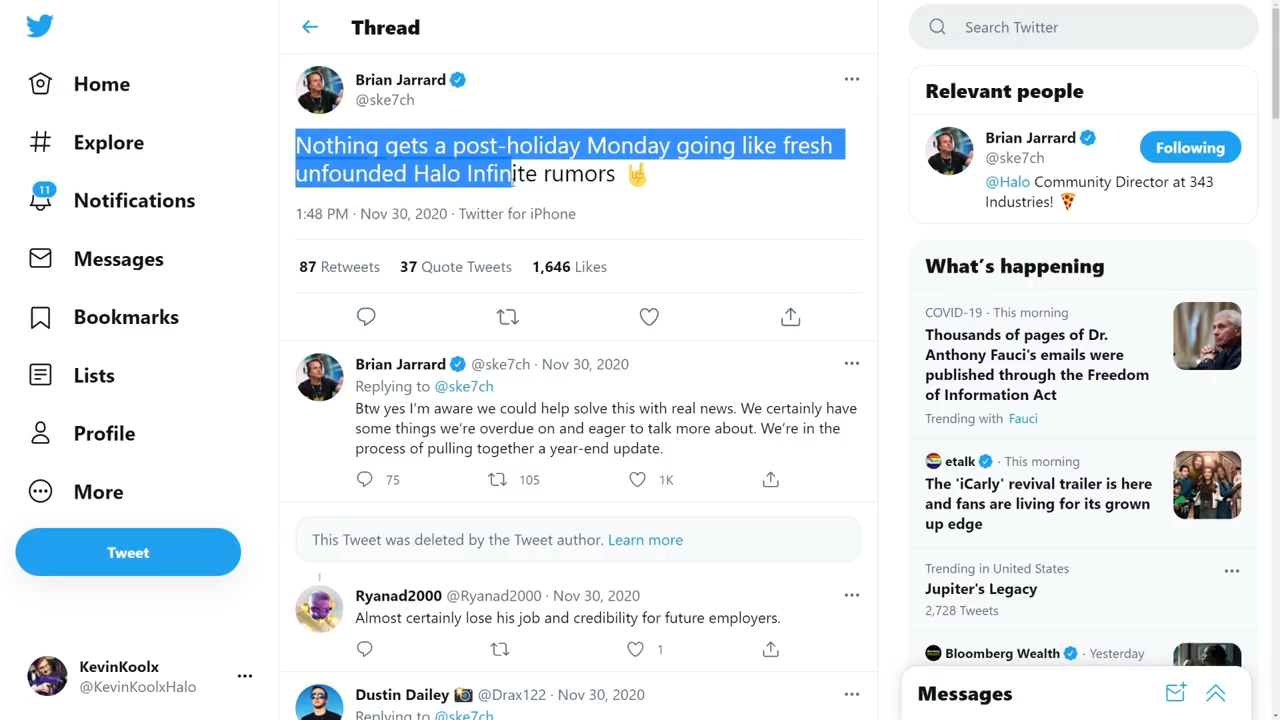 Home
Explore
11
Notifications
Messages
Bookmarks
Lists
Profile
More
Tweet
KevinKoolx
@KevinKoolxHalo
Thread
Brian Jarrard
@ske7ch
Nothing gets a post-holiday Monday going like fresh
unfounded Halo Infinite rumors 🤘
1:48 PM · Nov 30, 2020 · Twitter for iPhone
87 Retweets 37 Quote Tweets 1,646 Likes
Brian Jarrard @ske7ch · Nov 30, 2020
Replying to @ske7ch
Btw yes I'm aware we could help solve this with real news. We certainly have
some things we're overdue on and eager to talk more about. We're in the
process of pulling together a year-end update.
75 105 1K
This Tweet was deleted by the Tweet author. Learn more
Ryanad2000 @Ryanad2000 · Nov 30, 2020
Almost certainly lose his job and credibility for future employers.
1
Dustin Dailey 📷 @Drax122 · Nov 30, 2020
Replying to @ske7ch
Search Twitter
Relevant people
Brian Jarrard
@ske7ch
Following
@Halo Community Director at 343
Industries! 🍕
What's happening
COVID-19 · This morning
Thousands of pages of Dr.
Anthony Fauci's emails were
published through the Freedom
of Information Act
Trending with Fauci
etalk · This morning
The 'iCarly' revival trailer is here
and fans are living for its grown
up edge
Trending in United States
Jupiter's Legacy
2,728 Tweets
Bloomberg Wealth · Yesterday
Messages